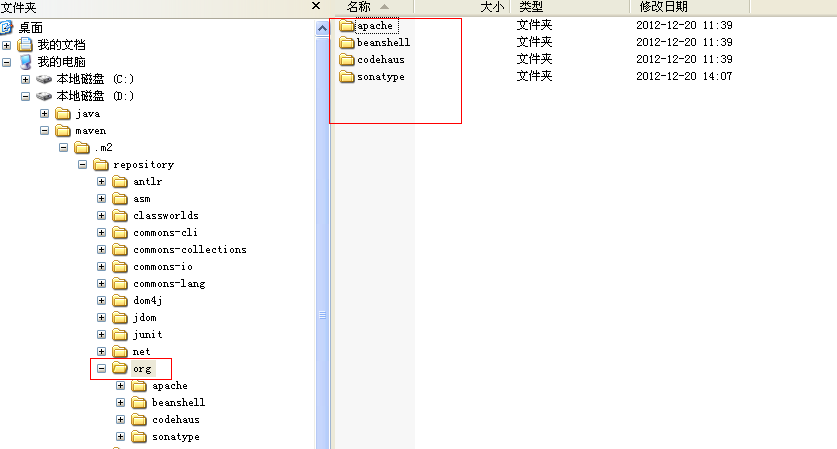 文件夹
桌面
我的文档
我的电脑
本地磁盘 (C:)
本地磁盘 (D:)
java
maven
.m2
repository
antlr
asm
classworlds
commons-cli
commons-collections
commons-io
commons-lang
dom4j
jdom
junit
net
org
apache
beanshell
codehaus
sonatype
名称 大小 类型 修改日期
apache 文件夹 2012-12-20 11:39
beanshell 文件夹 2012-12-20 11:39
codehaus 文件夹 2012-12-20 11:39
sonatype 文件夹 2012-12-20 14:07